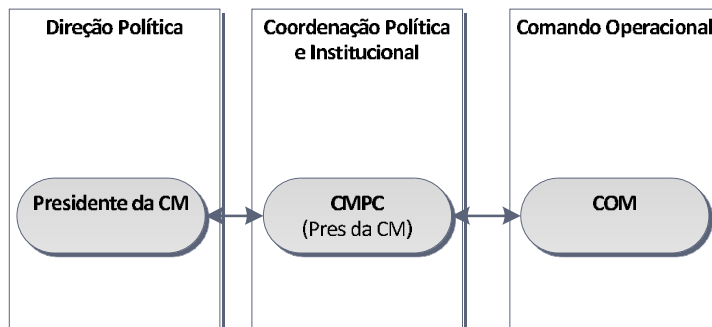 Direção Política
Coordenação Política
e Institucional
Comando Operacional
Presidente da CM
CMPC
(Pres da CM)
COM